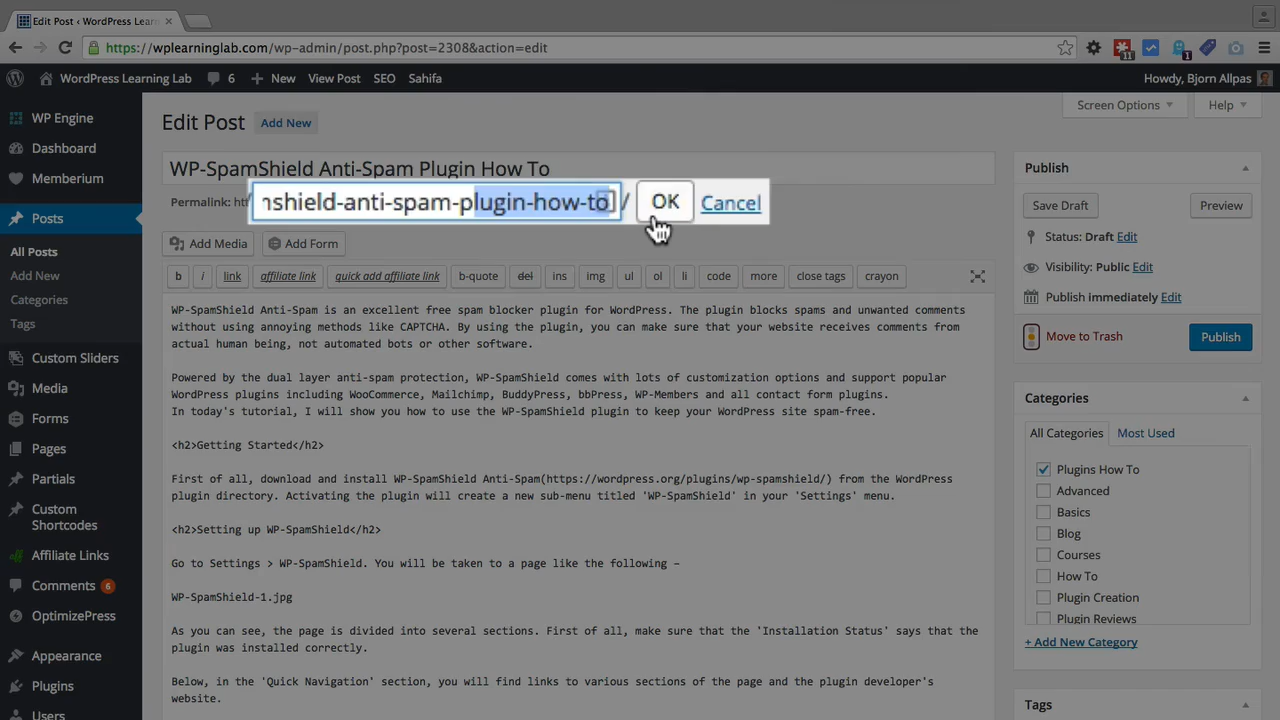 Edit Post ‹ WordPress Lear
https://wplearninglab.com/wp-admin/post.php?post=2308&action=edit
11
1
WordPress Learning Lab 6 New View Post SEO Sahifa Howdy, Bjorn Allpas
Screen Options Help
WP Engine
Dashboard
Memberium
Posts
All Posts
Add New
Categories
Tags
Custom Sliders
Media
Forms
Pages
Partials
Custom
Shortcodes
Affiliate Links
Comments 6
OptimizePress
Appearance
Plugins
Users
Edit Post Add New
WP-SpamShield Anti-Spam Plugin How To
Permalink: htt
shield-anti-spam-plugin-how-to / OK Cancel
Add Media Add Form
b i link affiliate link quick add affiliate link b-quote del ins img ul ol li code more close tags crayon
WP-SpamShield Anti-Spam is an excellent free spam blocker plugin for WordPress. The plugin blocks spams and unwanted comments
without using annoying methods like CAPTCHA. By using the plugin, you can make sure that your website receives comments from
actual human being, not automated bots or other software.
Powered by the dual layer anti-spam protection, WP-SpamShield comes with lots of customization options and support popular
WordPress plugins including WooCommerce, Mailchimp, BuddyPress, bbPress, WP-Members and all contact form plugins.
In today's tutorial, I will show you how to use the WP-SpamShield plugin to keep your WordPress site spam-free.
<h2>Getting Started</h2>
First of all, download and install WP-SpamShield Anti-Spam(https://wordpress.org/plugins/wp-spamshield/) from the WordPress
plugin directory. Activating the plugin will create a new sub-menu titled 'WP-SpamShield' in your 'Settings' menu.
<h2>Setting up WP-SpamShield</h2>
Go to Settings > WP-SpamShield. You will be taken to a page like the following –
WP-SpamShield-1.jpg
As you can see, the page is divided into several sections. First of all, make sure that the 'Installation Status' says that the
plugin was installed correctly.
Below, in the 'Quick Navigation' section, you will find links to various sections of the page and the plugin developer's
website.
Publish
Save Draft Preview
Status: Draft Edit
Visibility: Public Edit
Publish immediately Edit
Move to Trash Publish
Categories
All Categories Most Used
Plugins How To
Advanced
Basics
Blog
Courses
How To
Plugin Creation
Plugin Reviews
+ Add New Category
Tags